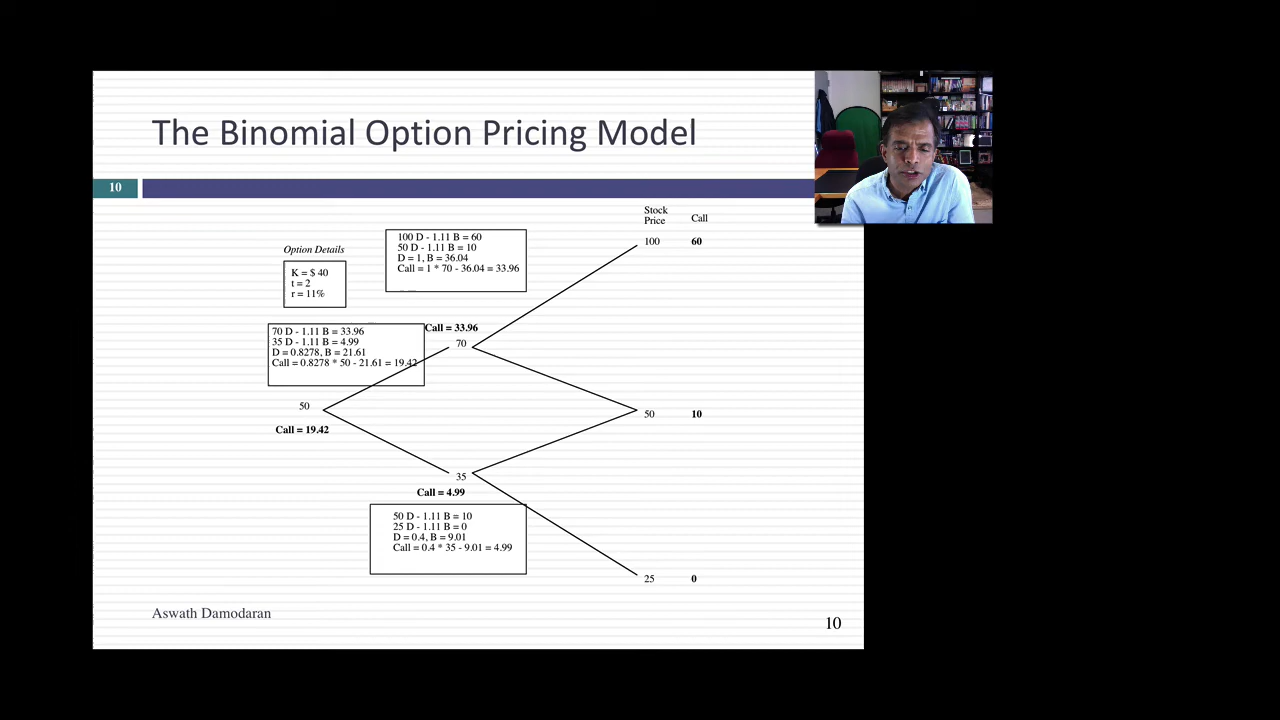 The Binomial Option Pricing Model
10
Stock
Price
Call
100
60
100 D - 1.11 B = 60
50 D - 1.11 B = 10
D = 1, B = 36.04
Call = 1 * 70 - 36.04 = 33.96
Option Details
K = $ 40
t = 2
r = 11%
70 D - 1.11 B = 33.96
35 D - 1.11 B = 4.99
D = 0.8278, B = 21.61
Call = 0.8278 * 50 - 21.61 = 19.42
Call = 33.96
70
50
Call = 19.42
50
10
35
Call = 4.99
50 D - 1.11 B = 10
25 D - 1.11 B = 0
D = 0.4, B = 9.01
Call = 0.4 * 35 - 9.01 = 4.99
25
0
Aswath Damodaran
10